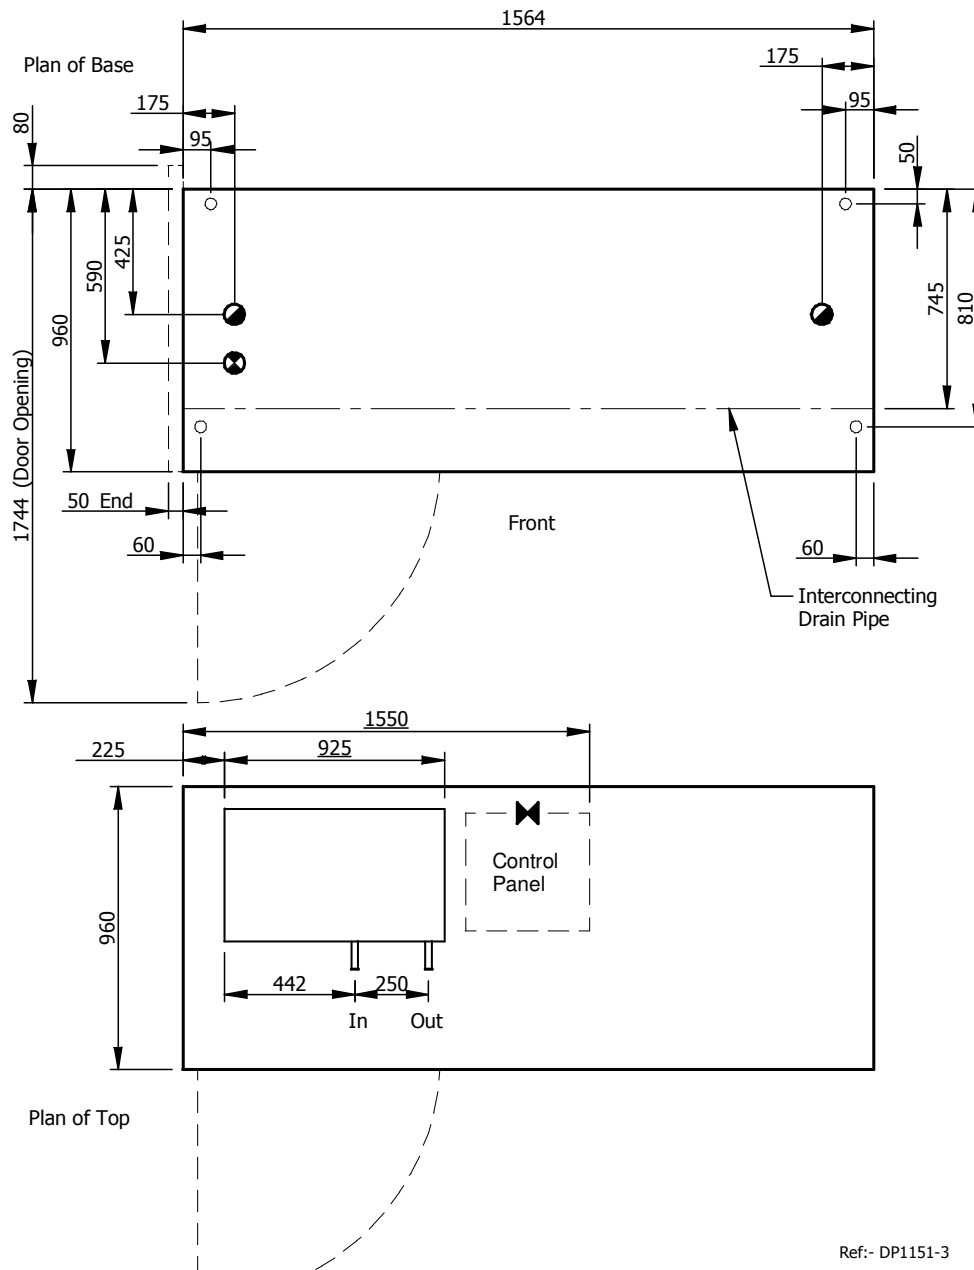 1564
Plan of Base
175
175
80
95
95
50
425
590
960
745
810
1744 (Door Opening)
50 End
Front
60
60
Interconnecting
Drain Pipe
1550
225
925
Control
Panel
960
442
250
In
Out
Plan of Top
Ref:- DP1151-3